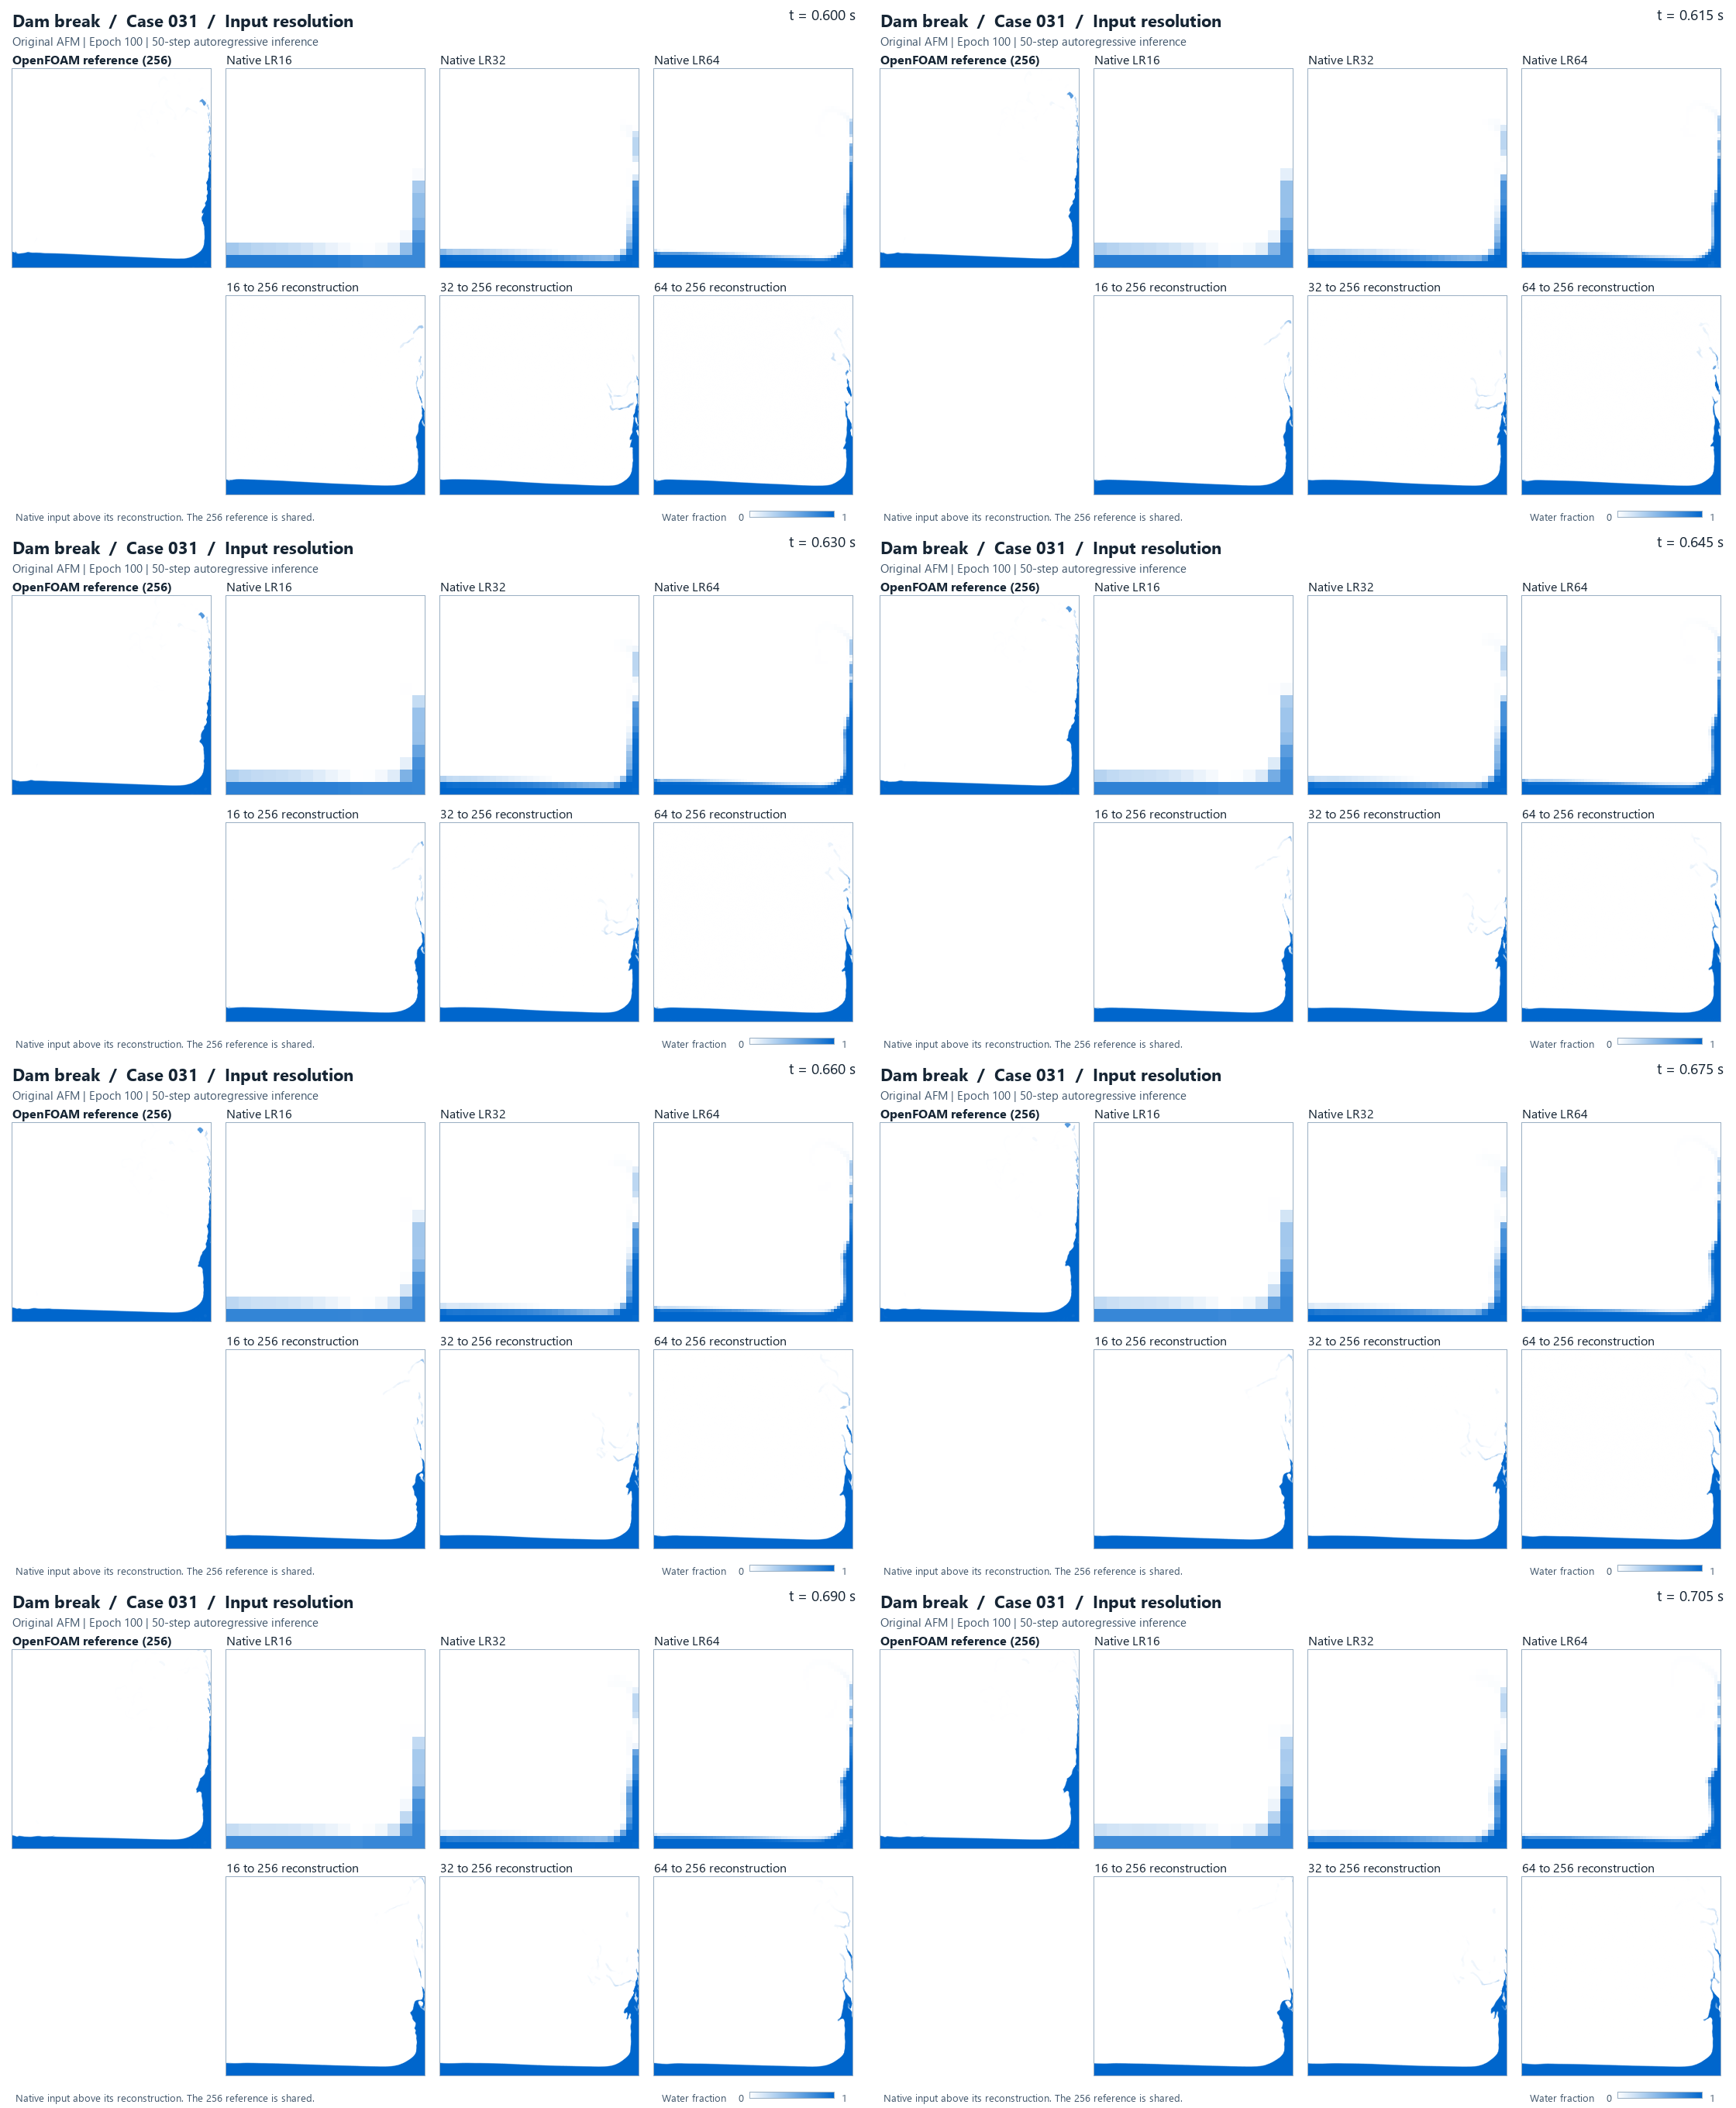 Dam break / Case 031 / Input resolution
t = 0.600 s
Original AFM | Epoch 100 | 50-step autoregressive inference
OpenFOAM reference (256)
Native LR16
Native LR32
Native LR64
16 to 256 reconstruction
32 to 256 reconstruction
64 to 256 reconstruction
Native input above its reconstruction. The 256 reference is shared.
Water fraction 0 1
Dam break / Case 031 / Input resolution
t = 0.615 s
Original AFM | Epoch 100 | 50-step autoregressive inference
OpenFOAM reference (256)
Native LR16
Native LR32
Native LR64
16 to 256 reconstruction
32 to 256 reconstruction
64 to 256 reconstruction
Native input above its reconstruction. The 256 reference is shared.
Water fraction 0 1
Dam break / Case 031 / Input resolution
t = 0.630 s
Original AFM | Epoch 100 | 50-step autoregressive inference
OpenFOAM reference (256)
Native LR16
Native LR32
Native LR64
16 to 256 reconstruction
32 to 256 reconstruction
64 to 256 reconstruction
Native input above its reconstruction. The 256 reference is shared.
Water fraction 0 1
Dam break / Case 031 / Input resolution
t = 0.645 s
Original AFM | Epoch 100 | 50-step autoregressive inference
OpenFOAM reference (256)
Native LR16
Native LR32
Native LR64
16 to 256 reconstruction
32 to 256 reconstruction
64 to 256 reconstruction
Native input above its reconstruction. The 256 reference is shared.
Water fraction 0 1
Dam break / Case 031 / Input resolution
t = 0.660 s
Original AFM | Epoch 100 | 50-step autoregressive inference
OpenFOAM reference (256)
Native LR16
Native LR32
Native LR64
16 to 256 reconstruction
32 to 256 reconstruction
64 to 256 reconstruction
Native input above its reconstruction. The 256 reference is shared.
Water fraction 0 1
Dam break / Case 031 / Input resolution
t = 0.675 s
Original AFM | Epoch 100 | 50-step autoregressive inference
OpenFOAM reference (256)
Native LR16
Native LR32
Native LR64
16 to 256 reconstruction
32 to 256 reconstruction
64 to 256 reconstruction
Native input above its reconstruction. The 256 reference is shared.
Water fraction 0 1
Dam break / Case 031 / Input resolution
t = 0.690 s
Original AFM | Epoch 100 | 50-step autoregressive inference
OpenFOAM reference (256)
Native LR16
Native LR32
Native LR64
16 to 256 reconstruction
32 to 256 reconstruction
64 to 256 reconstruction
Native input above its reconstruction. The 256 reference is shared.
Water fraction 0 1
Dam break / Case 031 / Input resolution
t = 0.705 s
Original AFM | Epoch 100 | 50-step autoregressive inference
OpenFOAM reference (256)
Native LR16
Native LR32
Native LR64
16 to 256 reconstruction
32 to 256 reconstruction
64 to 256 reconstruction
Native input above its reconstruction. The 256 reference is shared.
Water fraction 0 1